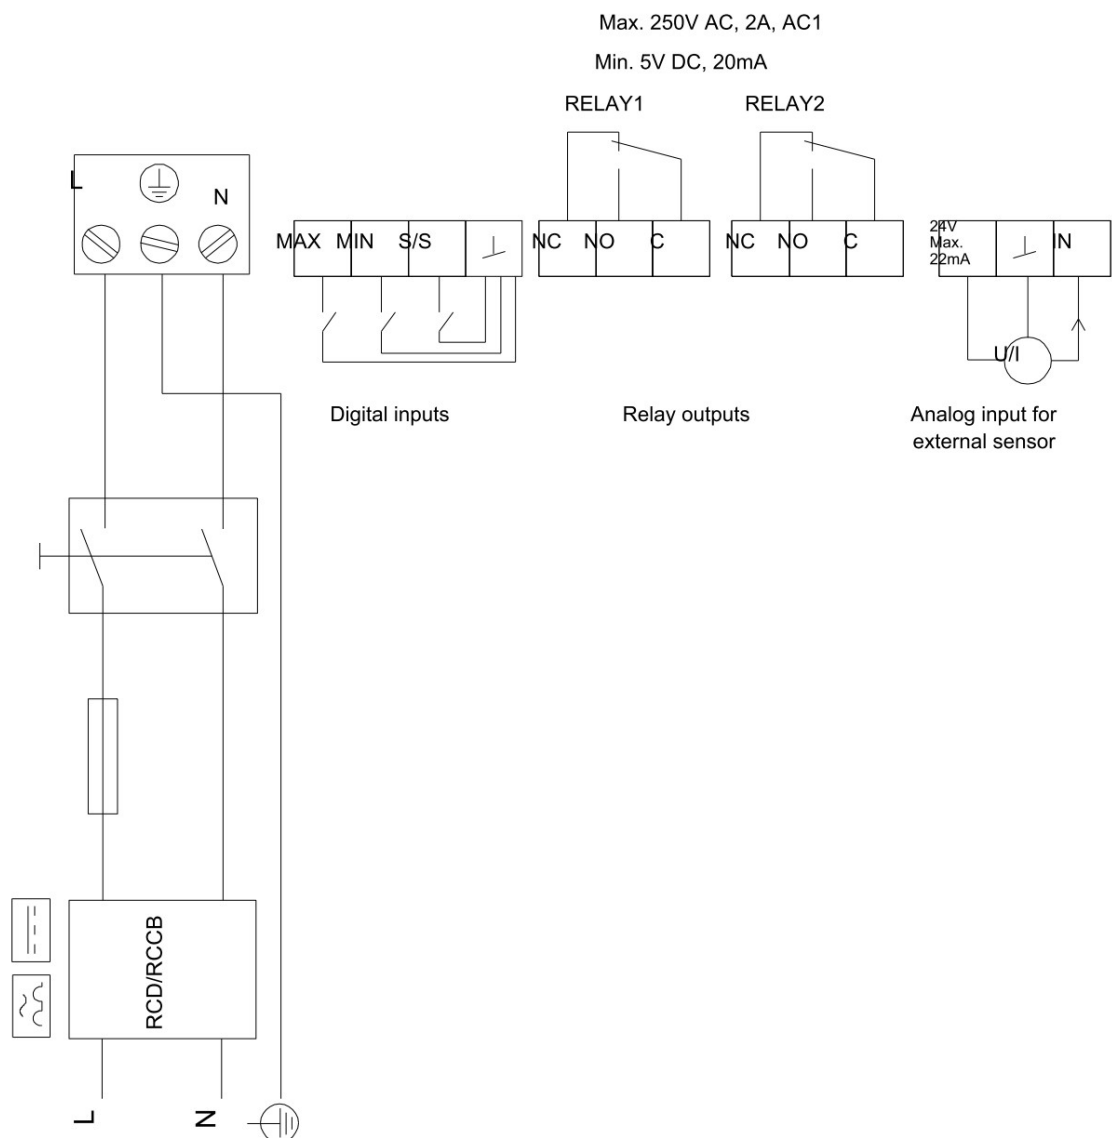 Max. 250V AC, 2A, AC1
Min. 5V DC, 20mA
RELAY1
RELAY2
L
N
MAX MIN S/S
NC NO C
NC NO C
24V
Max.
22mA
IN
U/I
Digital inputs
Relay outputs
Analog input for
external sensor
RCD/RCCB
L
N